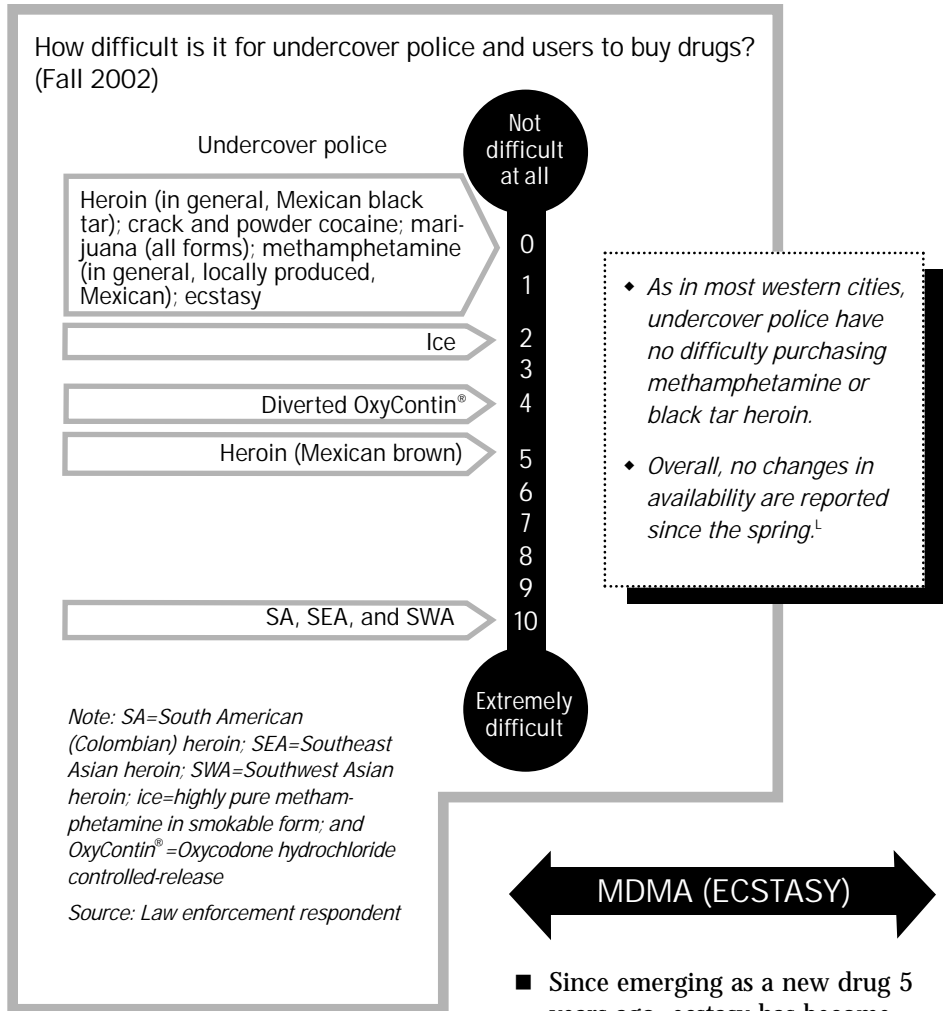 How difficult is it for undercover police and users to buy drugs?
(Fall 2002)
Undercover police
Not
difficult
at all
Heroin (in general, Mexican black
tar); crack and powder cocaine; mari-
juana (all forms); methamphetamine
(in general, locally produced,
Mexican); ecstasy
0
1
Ice
2
3
Diverted OxyContin®
4
Heroin (Mexican brown)
5
6
7
8
9
SA, SEA, and SWA
10
Extremely
difficult
◆ As in most western cities,
undercover police have
no difficulty purchasing
methamphetamine or
black tar heroin.
◆ Overall, no changes in
availability are reported
since the spring.ᴸ
Note: SA=South American
(Colombian) heroin; SEA=Southeast
Asian heroin; SWA=Southwest Asian
heroin; ice=highly pure metham-
phetamine in smokable form; and
OxyContin®=Oxycodone hydrochloride
controlled-release
Source: Law enforcement respondent
MDMA (ECSTASY)
■ Since emerging as a new drug 5